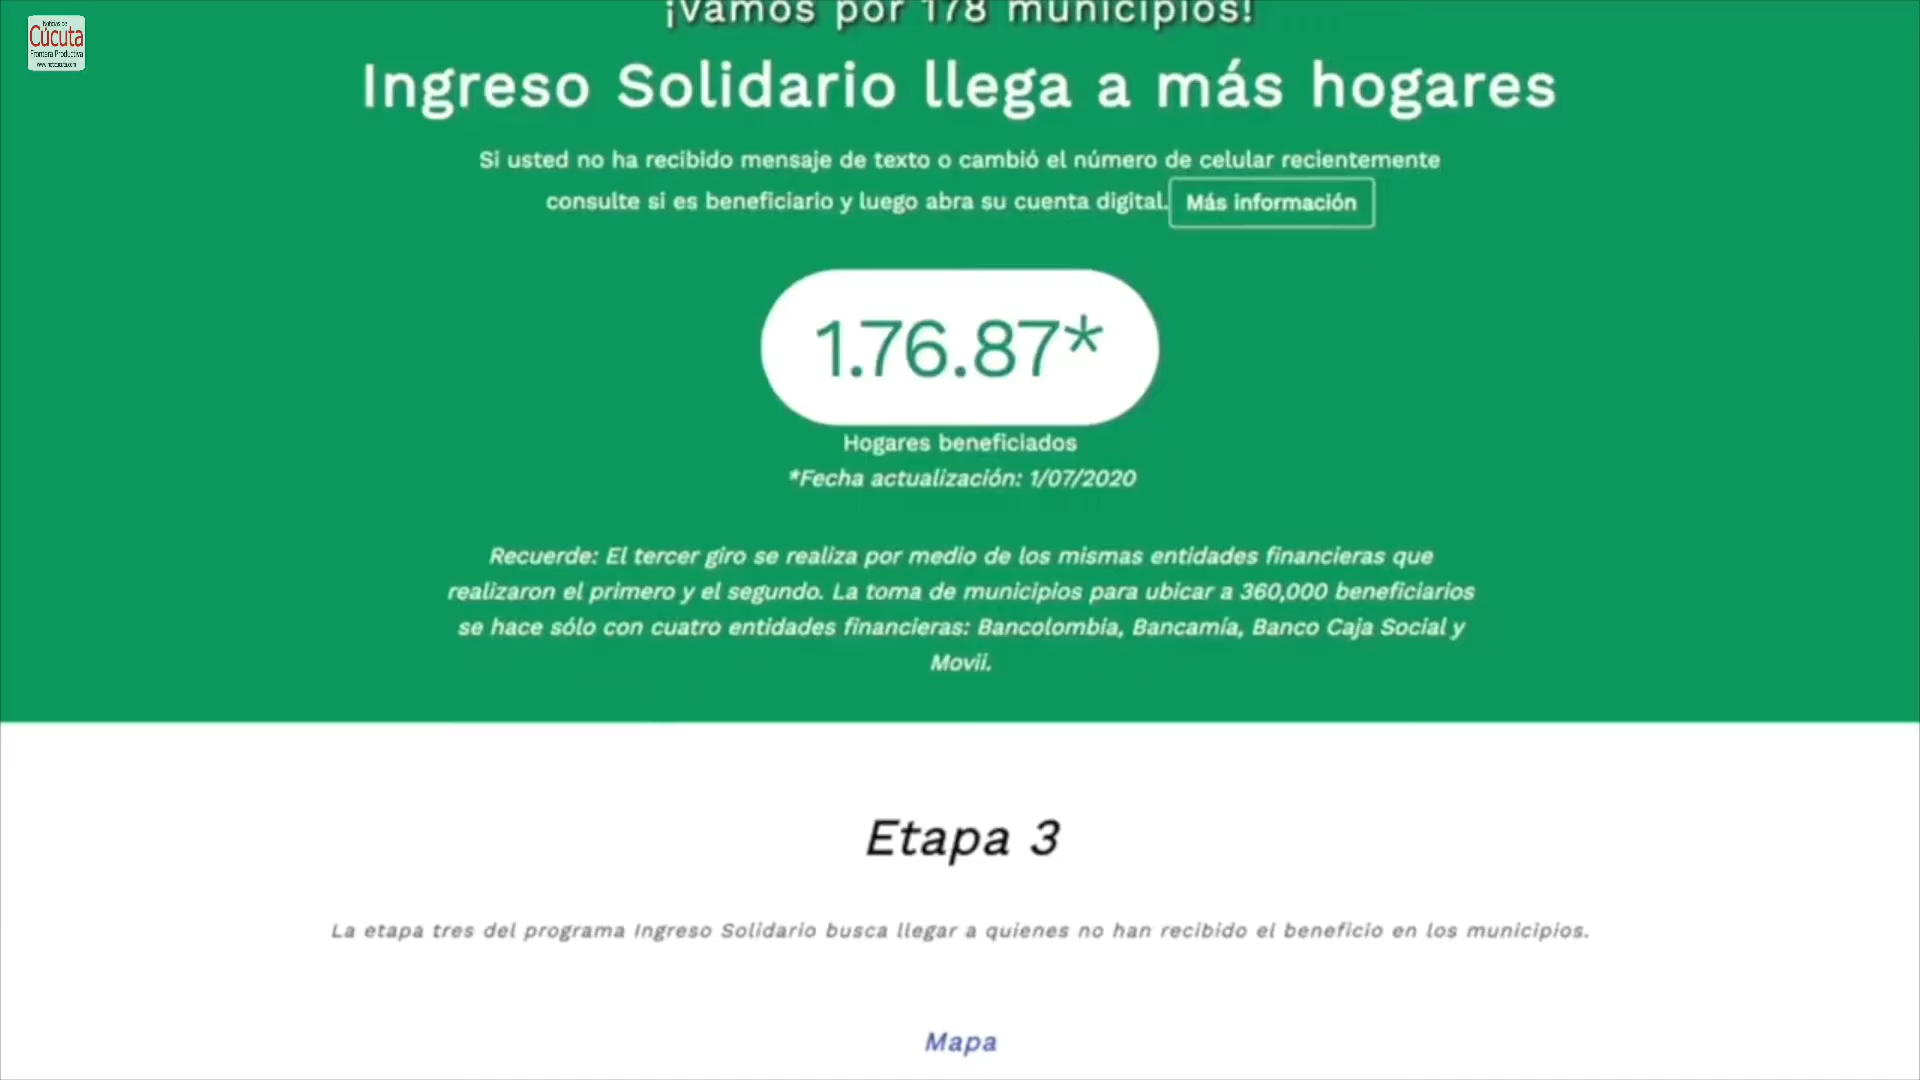 Noticias de
Cúcuta
Frontera Productiva
¡Vamos por 178 municipios!
Ingreso Solidario llega a más hogares
Si usted no ha recibido mensaje de texto o cambió el número de celular recientemente
consulte si es beneficiario y luego abra su cuenta digital. Más información
1.76.87*
Hogares beneficiados
*Fecha actualización: 1/07/2020
Recuerde: El tercer giro se realiza por medio de los mismas entidades financieras que
realizaron el primero y el segundo. La toma de municipios para ubicar a 360,000 beneficiarios
se hace sólo con cuatro entidades financieras: Bancolombia, Bancamía, Banco Caja Social y
Movii.
Etapa 3
La etapa tres del programa Ingreso Solidario busca llegar a quienes no han recibido el beneficio en los municipios.
Mapa